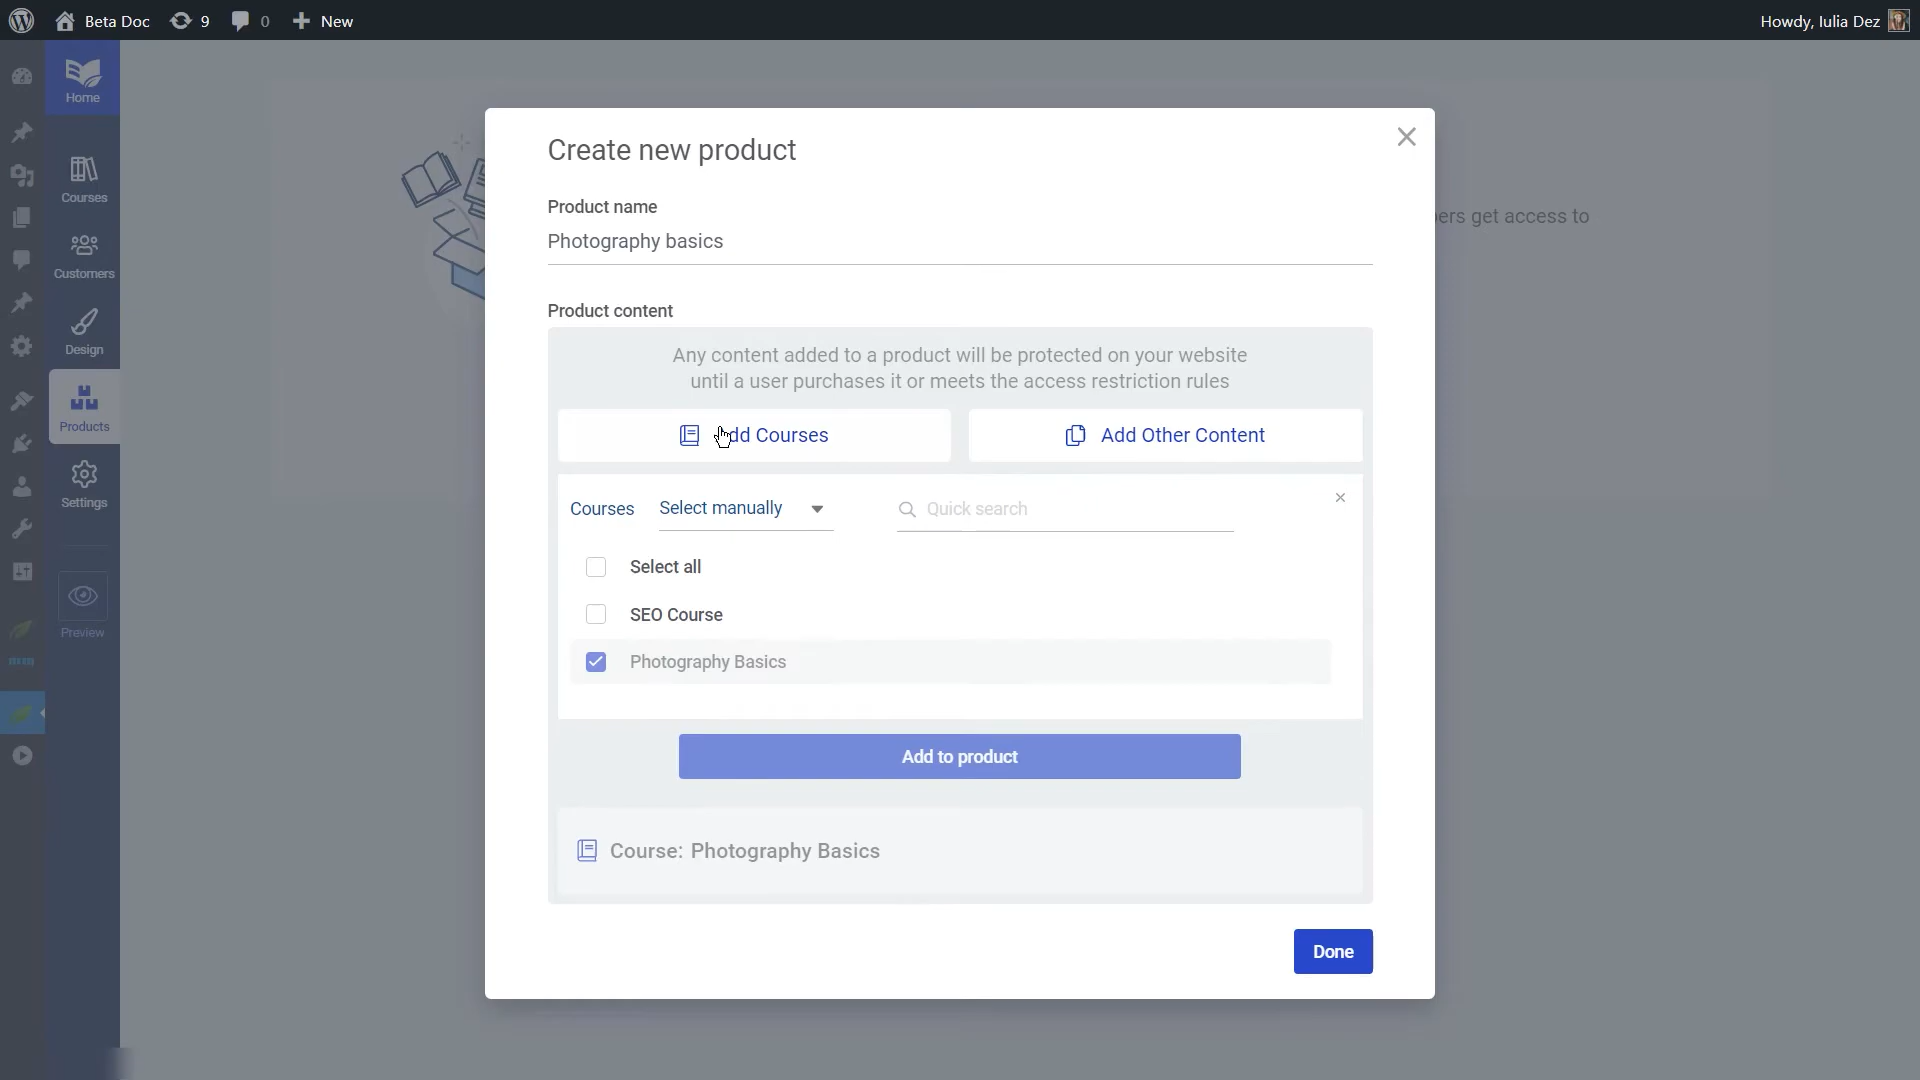 Beta Doc 9 0 New Howdy, Iulia Dez
Home
Courses
Customers
Design
Products
Settings
Preview
Create new product
Product name
Photography basics
get access to
Product content
Any content added to a product will be protected on your website
until a user purchases it or meets the access restriction rules
Add Courses
Add Other Content
Courses Select manually Quick search
Select all
SEO Course
Photography Basics
Add to product
Course: Photography Basics
Done